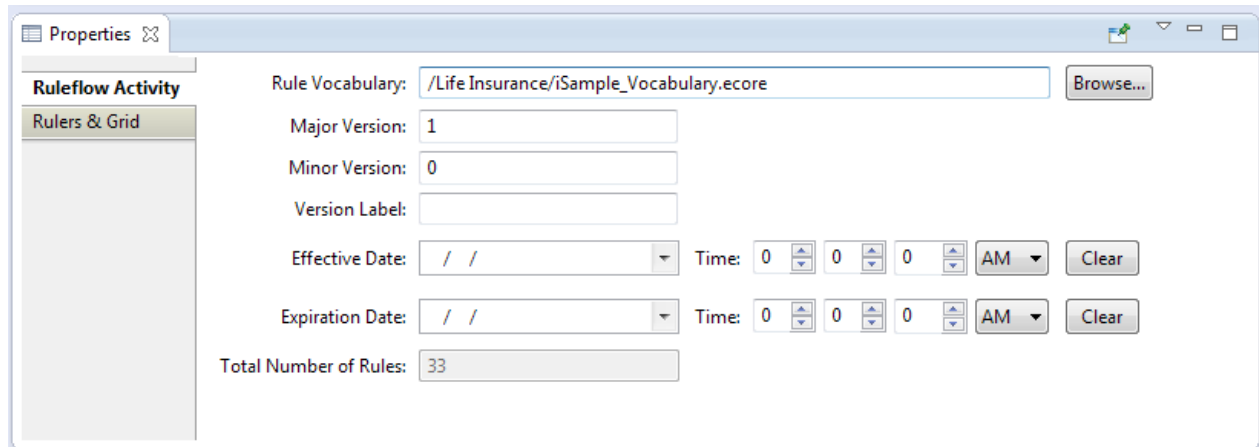 Properties
Ruleflow Activity
Rulers & Grid
Rule Vocabulary: /Life Insurance/iSample_Vocabulary.ecore Browse...
Major Version: 1
Minor Version: 0
Version Label:
Effective Date: / / Time: 0 0 0 AM Clear
Expiration Date: / / Time: 0 0 0 AM Clear
Total Number of Rules: 33